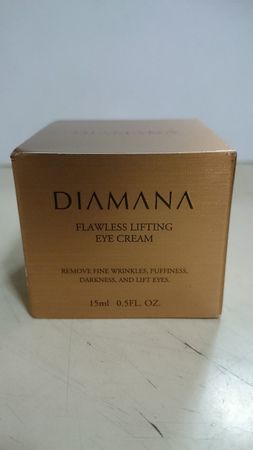 DIAMANA
FLAWLESS LIFTING
EYE CREAM
REMOVE FINE WRINKLES, PUFFINESS,
DARKNESS, AND LIFT EYES.
15ml 0.5FL. OZ.